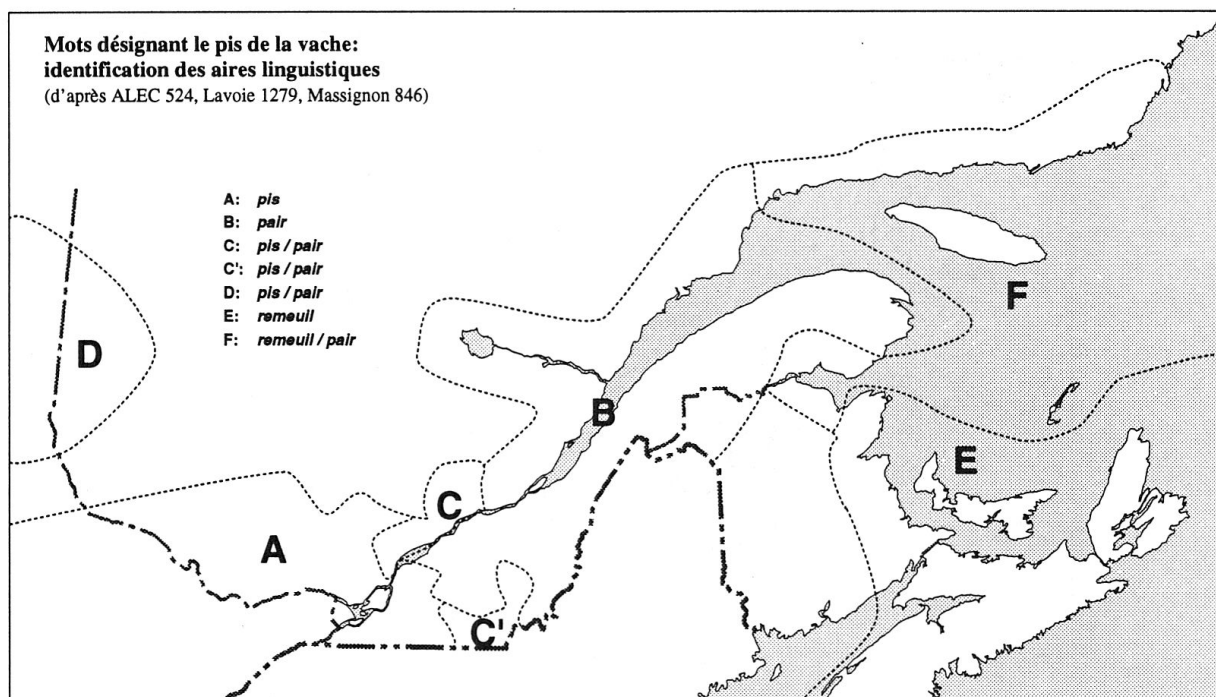 Mots désignant le pis de la vache:
identification des aires linguistiques
(d'après ALEC 524, Lavoie 1279, Massignon 846)
A: pis
B: pair
C: pis / pair
C': pis / pair
D: pis / pair
E: remeuil
F: remeuil / pair
F
D
B
E
C
A
C'